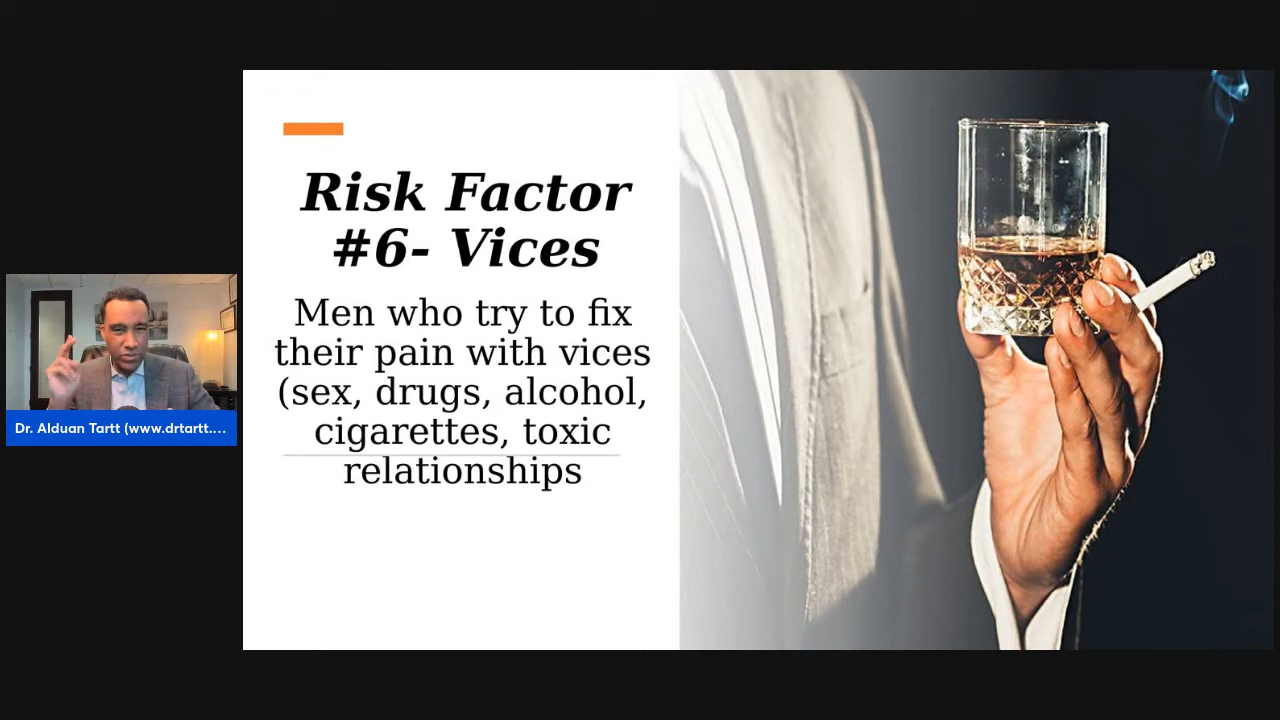 Risk Factor
#6- Vices
Men who try to fix
their pain with vices
(sex, drugs, alcohol,
cigarettes, toxic
relationships
Dr. Alduan Tartt (www.drtartt....